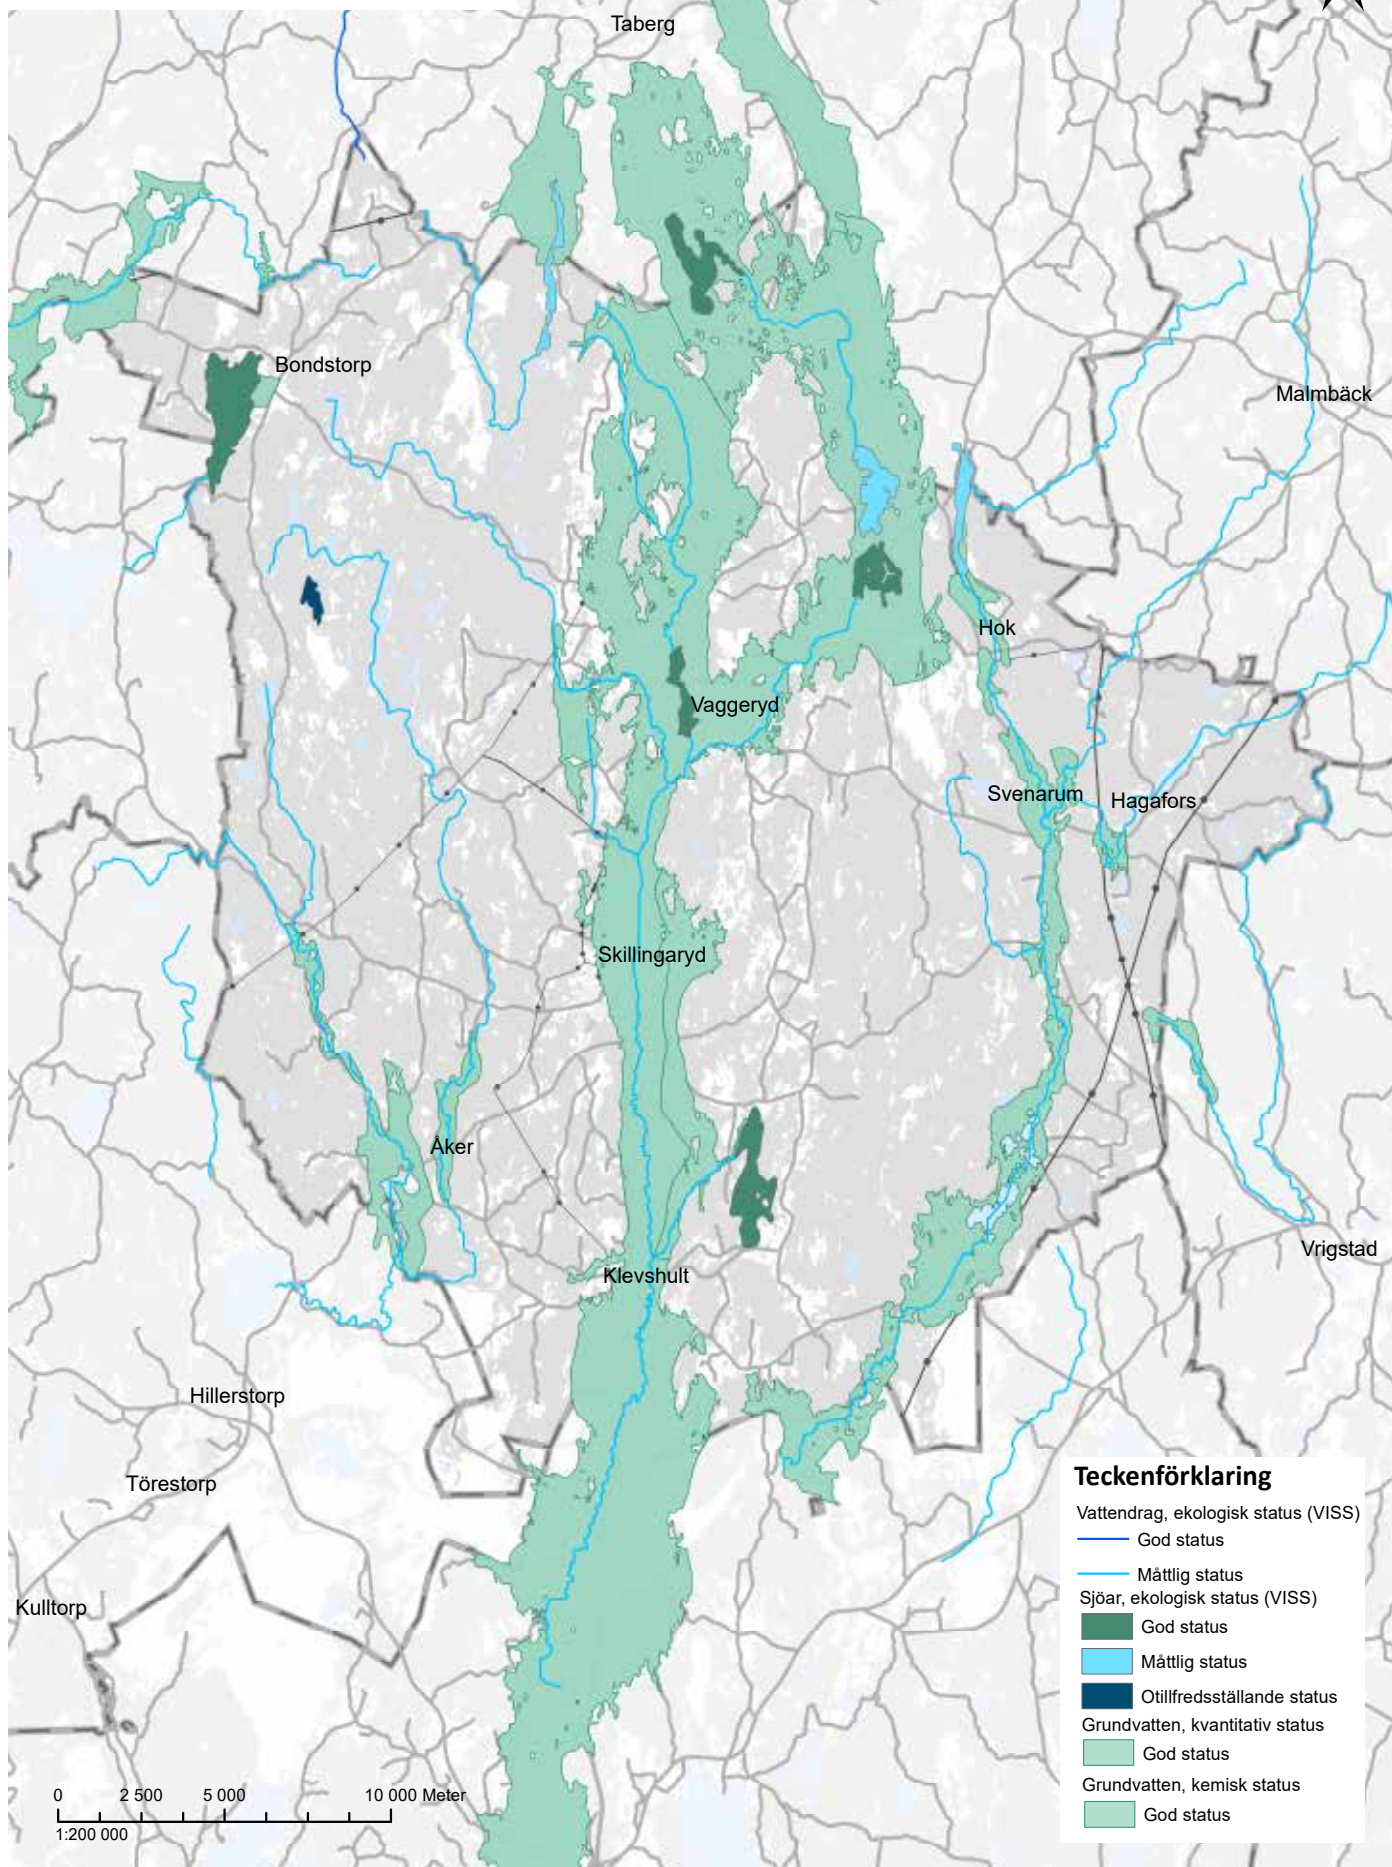 Taberg
Bondstorp
Malmbäck
Hok
Vaggeryd
Svenarum
Hagafors
Skillingaryd
Åker
Vrigstad
Klevshult
Hillerstorp
Törestorp
Kulltorp
Teckenförklaring
Vattendrag, ekologisk status (VISS)
God status
Måttlig status
Sjöar, ekologisk status (VISS)
God status
Måttlig status
Otillfredsställande status
Grundvatten, kvantitativ status
God status
Grundvatten, kemisk status
God status
0 2 500 5 000 10 000 Meter
1:200 000